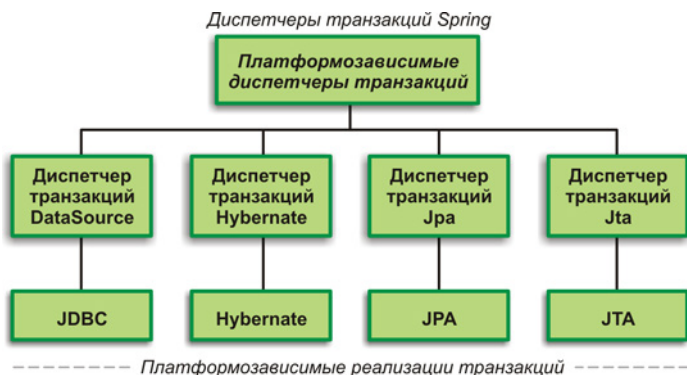 Диспетчеры транзакций Spring
Платформозависимые
диспетчеры транзакций
Диспетчер
транзакций
DataSource
Диспетчер
транзакций
Hybernate
Диспетчер
транзакций
Jpa
Диспетчер
транзакций
Jta
JDBC
Hybernate
JPA
JTA
Платформозависимые реализации транзакций